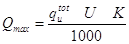 Q_max = q_u^tot U K / 1000